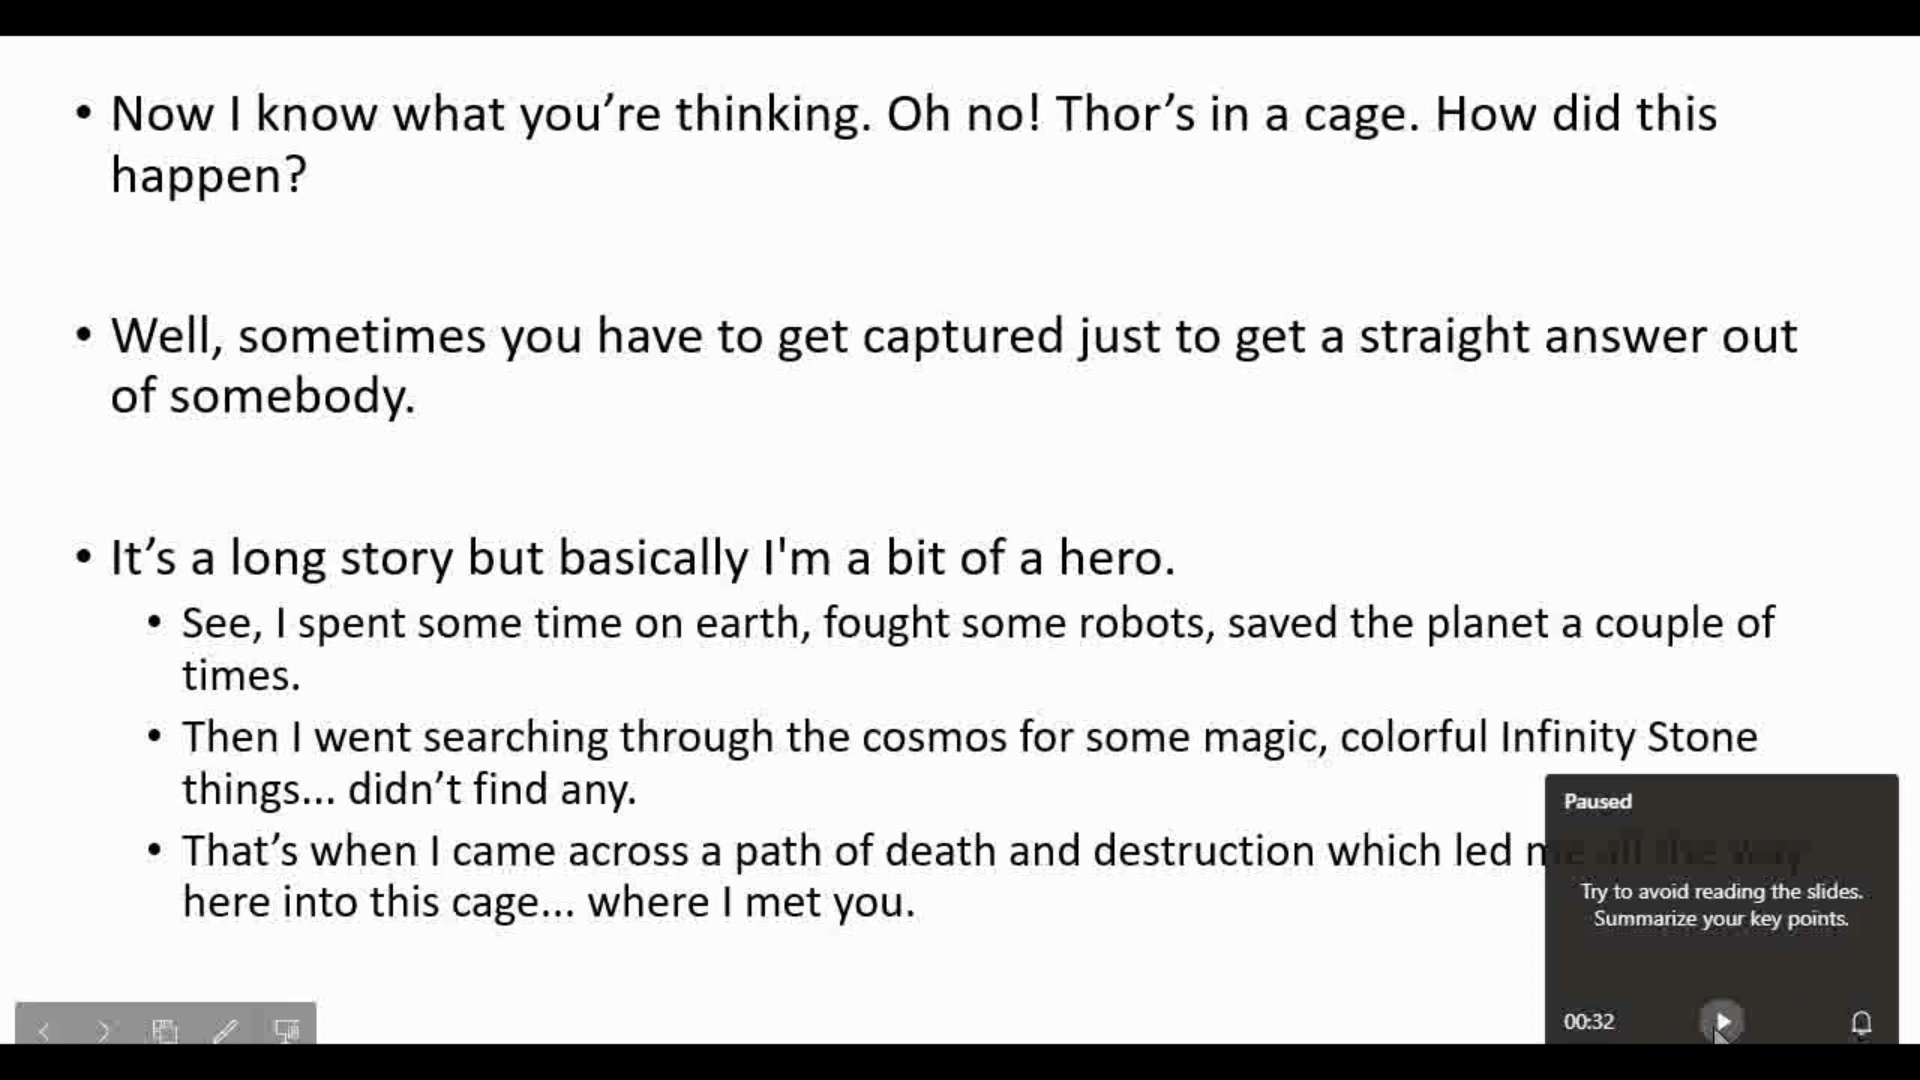 • Now I know what you’re thinking. Oh no! Thor’s in a cage. How did this
happen?
• Well, sometimes you have to get captured just to get a straight answer out
of somebody.
• It’s a long story but basically I'm a bit of a hero.
• See, I spent some time on earth, fought some robots, saved the planet a couple of
times.
• Then I went searching through the cosmos for some magic, colorful Infinity Stone
things... didn’t find any.
• That’s when I came across a path of death and destruction which led me all the way
here into this cage... where I met you.
Paused
Try to avoid reading the slides.
Summarize your key points.
00:32